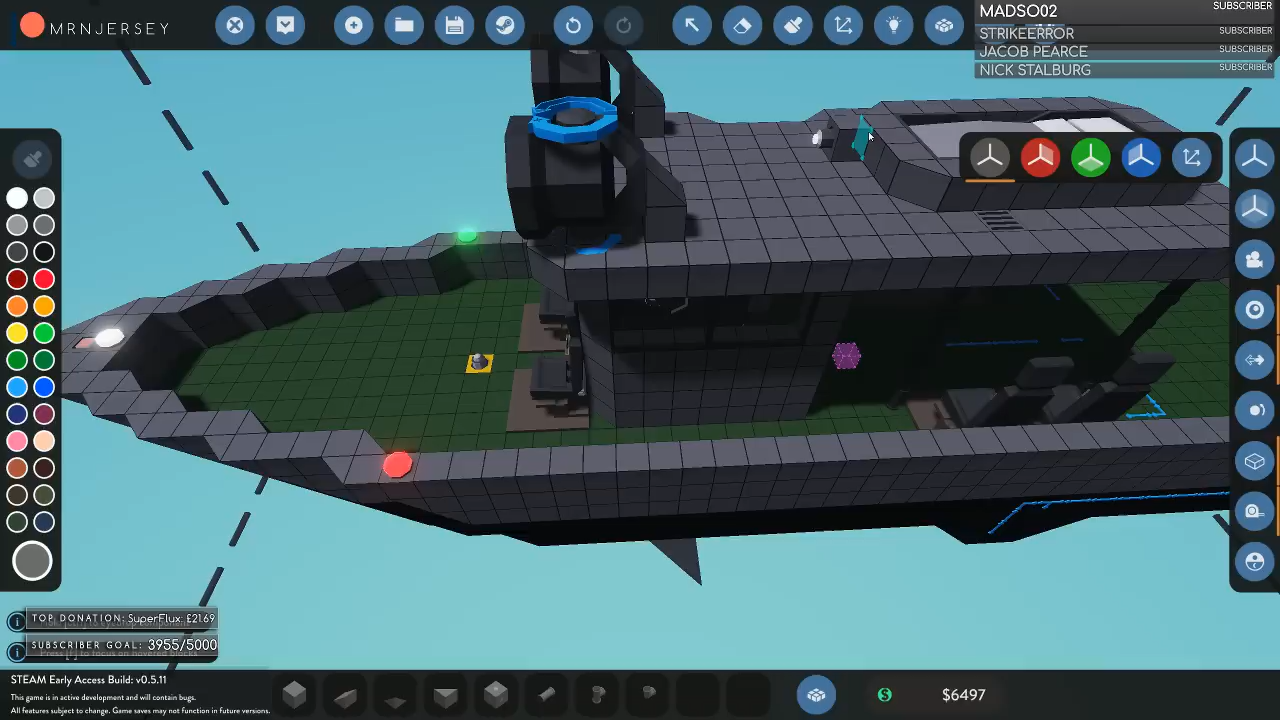 MRNJERSEY
MADSO02 SUBSCRIBER
STRIKEERROR SUBSCRIBER
JACOB PEARCE SUBSCRIBER
NICK STALBURG SUBSCRIBER
TOP DONATION: SuperFlux: £21.69
SUBSCRIBER GOAL: 3955/5000
STEAM Early Access Build: v0.5.11
This game is in active development and will contain bugs.
All features subject to change. Game saves may not function in future versions.
$ $6497